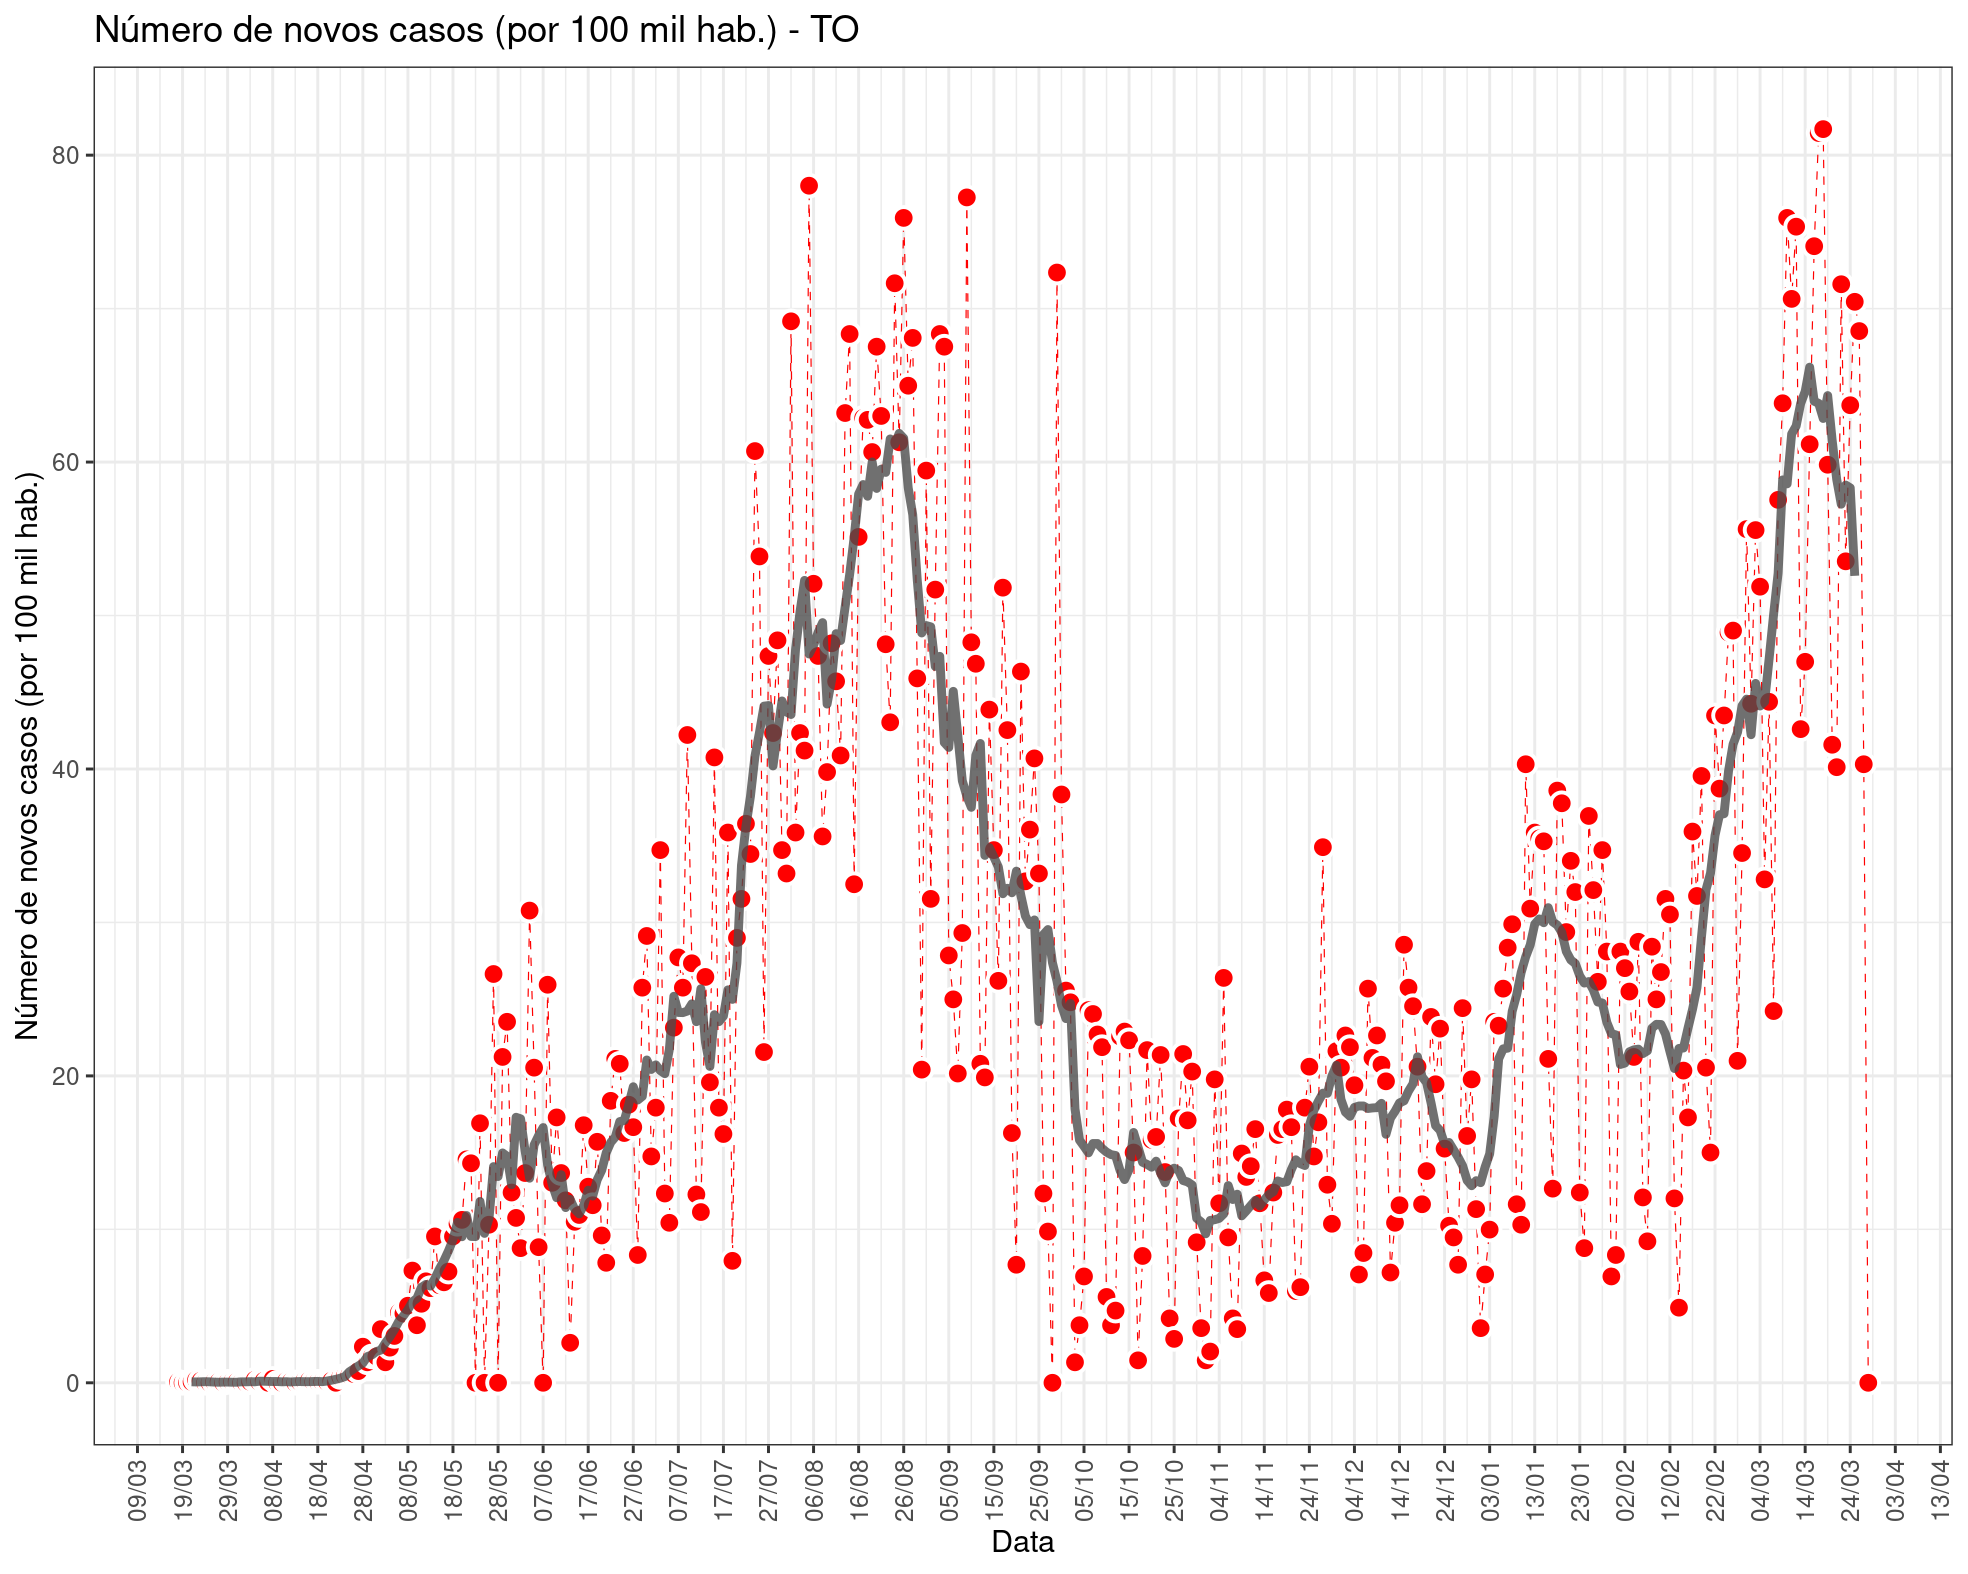 Número de novos casos (por 100 mil hab.) - TO
Número de novos casos (por 100 mil hab.)
80
60
40
20
0
09/03 19/03 29/03 08/04 18/04 28/04 08/05 18/05 28/05 07/06 17/06 27/06 07/07 17/07 27/07 06/08 16/08 26/08 05/09 15/09 25/09 05/10 15/10 25/10 04/11 14/11 24/11 04/12 14/12 24/12 03/01 13/01 23/01 02/02 12/02 22/02 04/03 14/03 24/03 03/04 13/04
Data